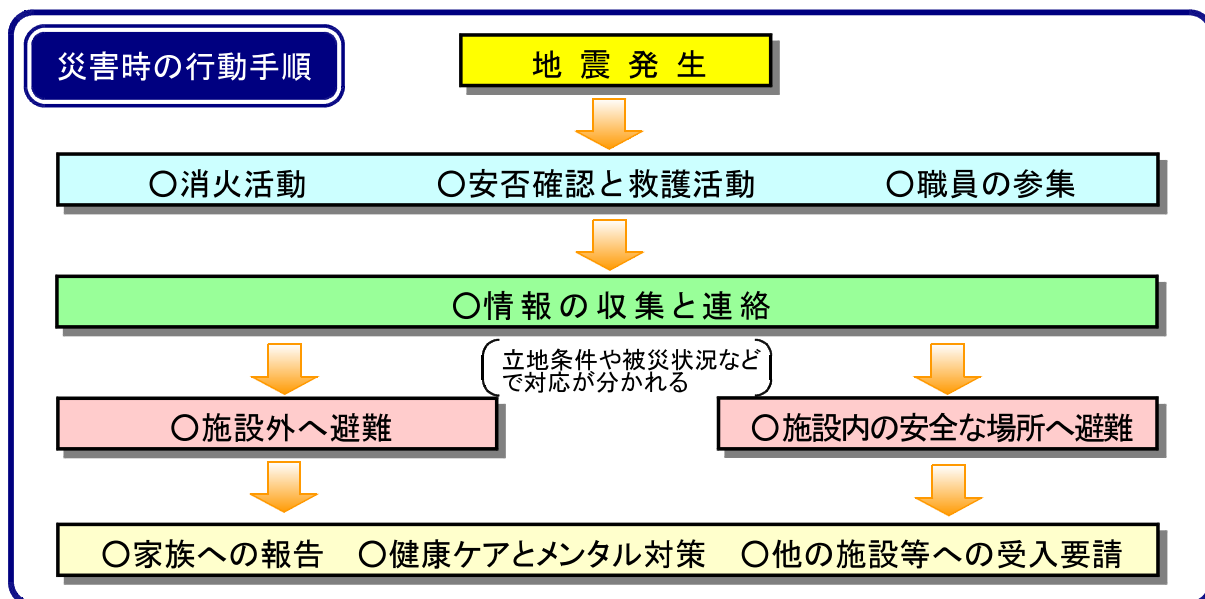 災害時の行動手順
地震発生
○消火活動 ○安否確認と救護活動 ○職員の参集
○情報の収集と連絡
立地条件や被災状況など
で対応が分かれる
○施設外へ避難 ○施設内の安全な場所へ避難
○家族への報告 ○健康ケアとメンタル対策 ○他の施設等への受入要請